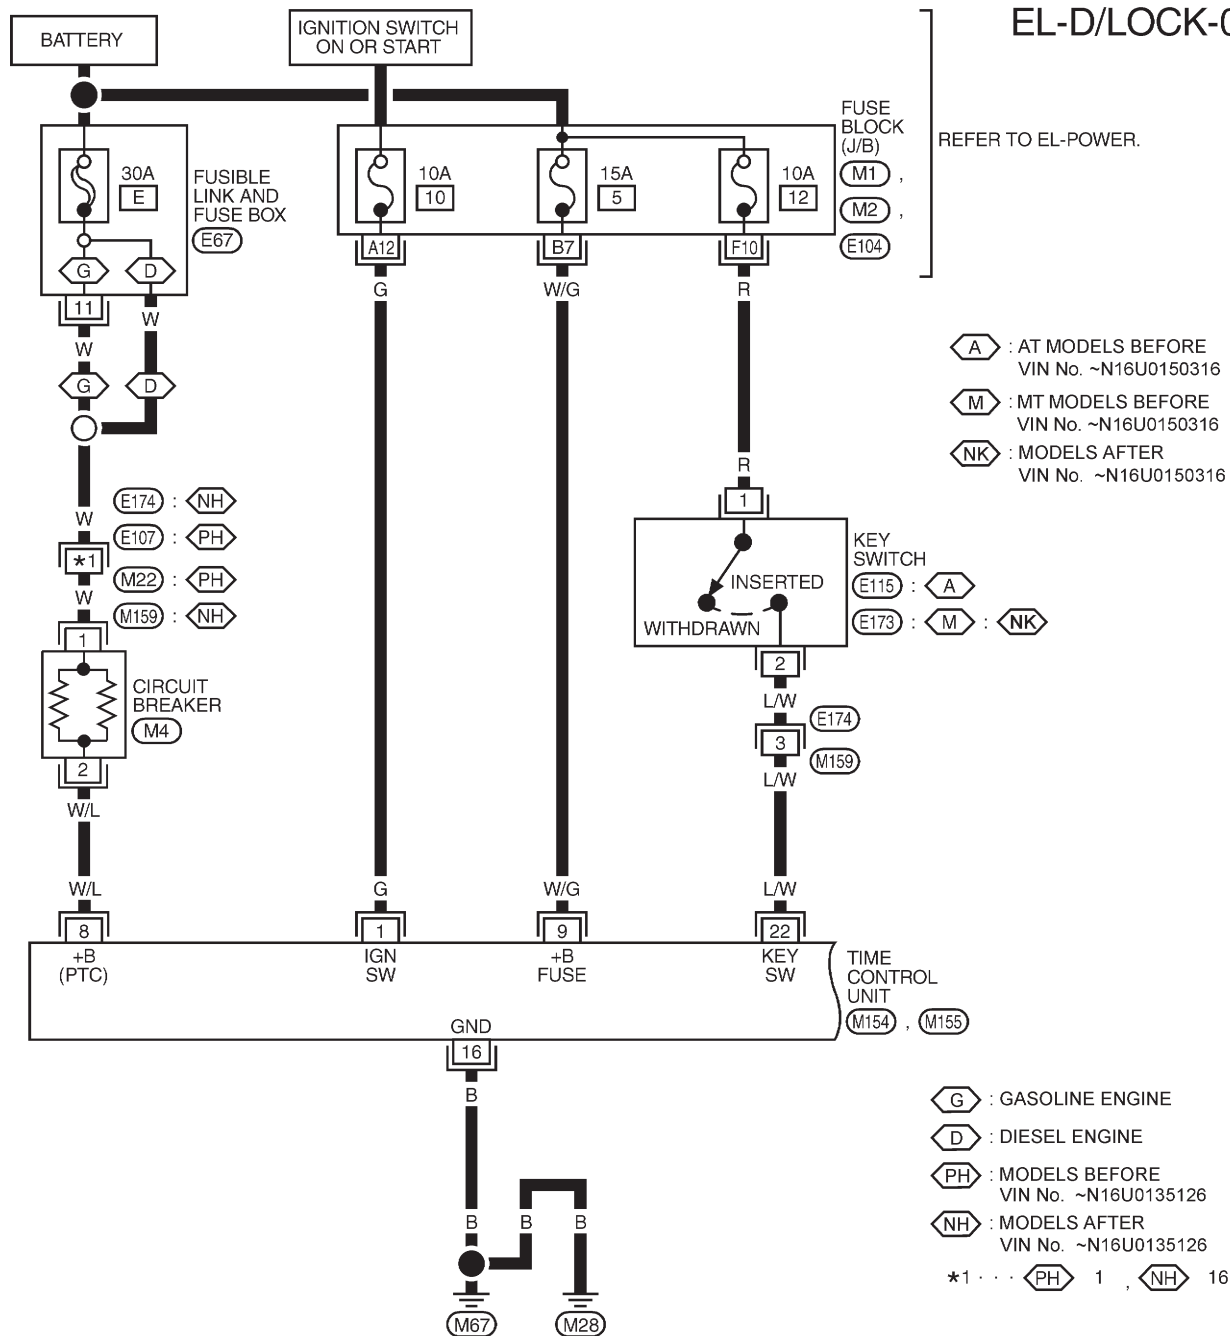 EL-D/LOCK-0
BATTERY
IGNITION SWITCH
ON OR START
FUSE
BLOCK
(J/B)
M1 ,
M2 ,
E104
REFER TO EL-POWER.
30A
E
FUSIBLE
LINK AND
FUSE BOX
E67
10A
10
15A
5
10A
12
A12
B7
F10
G
D
11
G
W/G
R
W
W
G
D
A : AT MODELS BEFORE
VIN No. ~N16U0150316
M : MT MODELS BEFORE
VIN No. ~N16U0150316
NK : MODELS AFTER
VIN No. ~N16U0150316
R
1
W
E174 : NH
E107 : PH
*1
M22 : PH
W
M159 : NH
KEY
SWITCH
INSERTED
WITHDRAWN
E115 : A
E173 : M : NK
1
2
CIRCUIT
BREAKER
M4
2
L/W
E174
3
M159
L/W
W/L
W/L
G
W/G
L/W
8
1
9
22
+B
(PTC)
IGN
SW
+B
FUSE
KEY
SW
TIME
CONTROL
UNIT
M154 , M155
GND
16
B
B
B
B
M67
M28
G : GASOLINE ENGINE
D : DIESEL ENGINE
PH : MODELS BEFORE
VIN No. ~N16U0135126
NH : MODELS AFTER
VIN No. ~N16U0135126
*1 · · · PH 1 , NH 16